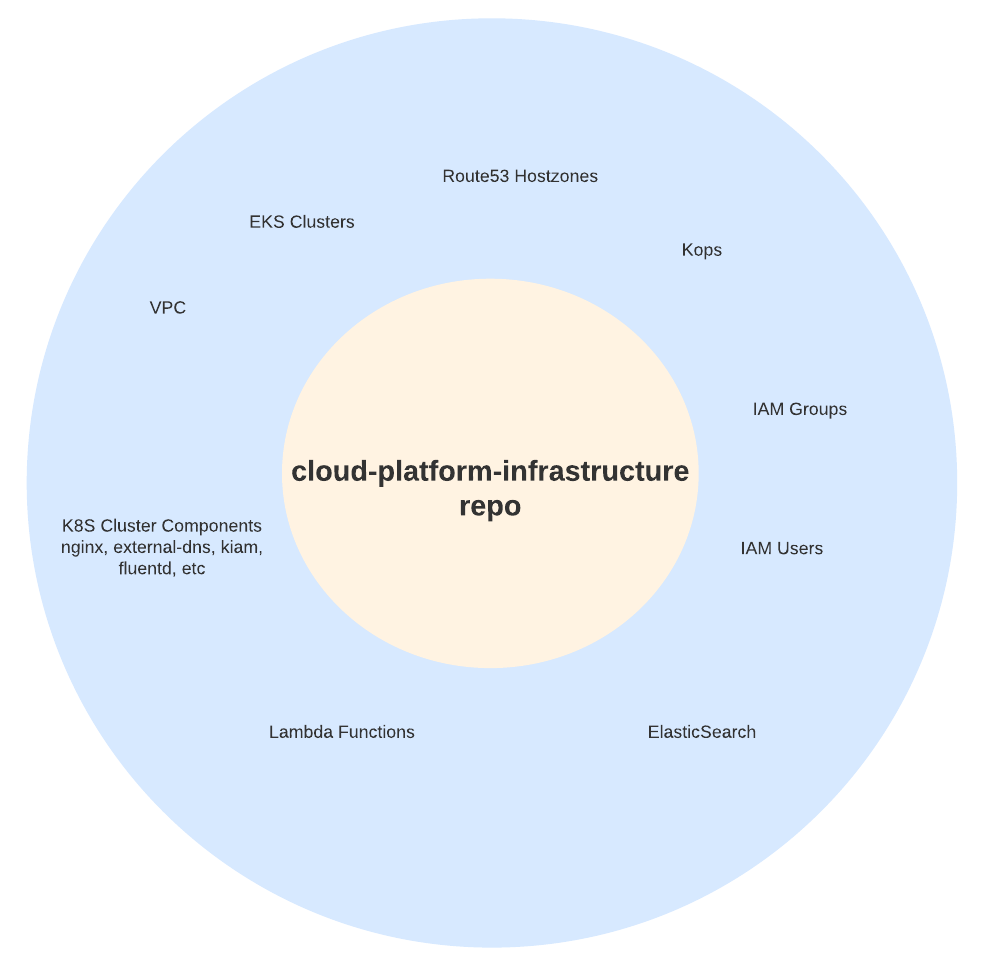 Route53 Hostzones
EKS Clusters
Kops
VPC
IAM Groups
cloud-platform-infrastructure
repo
K8S Cluster Components
nginx, external-dns, kiam,
fluentd, etc
IAM Users
Lambda Functions
ElasticSearch